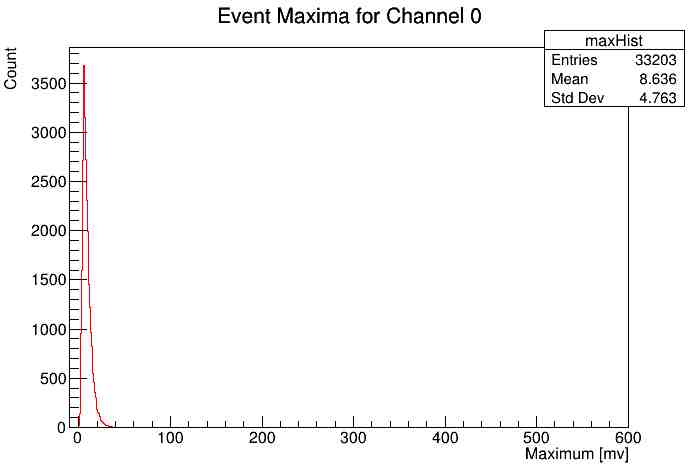 Event Maxima for Channel 0
maxHist
Entries 33203
Mean 8.636
Std Dev 4.763
Count
3500
3000
2500
2000
1500
1000
500
0
0 100 200 300 400 500 600
Maximum [mv]